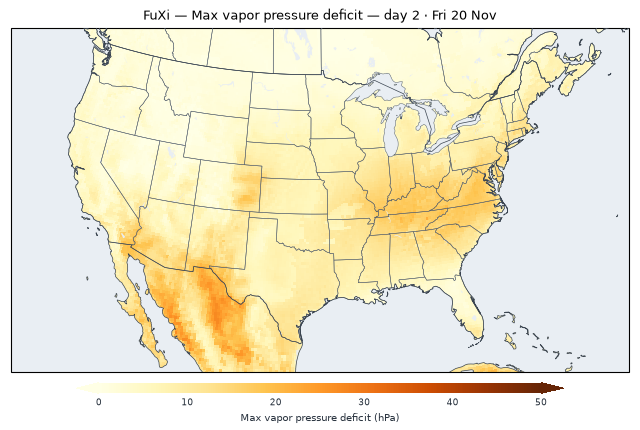 FuXi — Max vapor pressure deficit — day 2 · Fri 20 Nov
0 10 20 30 40 50
Max vapor pressure deficit (hPa)